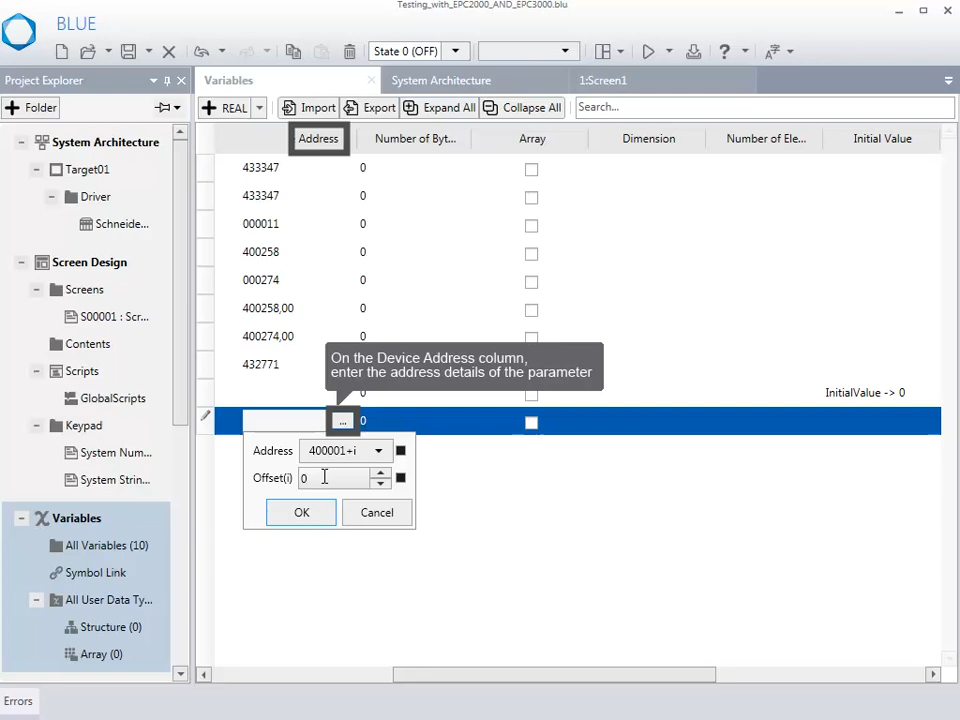 Testing_with_EPC2000_AND_EPC3000.blu
BLUE
State 0 (OFF)
Project Explorer
Variables
System Architecture
1:Screen1
Folder
REAL
Import
Export
Expand All
Collapse All
Search...
System Architecture
Target01
Driver
Schneide...
Screen Design
Screens
S00001 : Scr...
Contents
Scripts
GlobalScripts
Keypad
System Num...
System Strin...
Variables
All Variables (10)
Symbol Link
All User Data Ty...
Structure (0)
Array (0)
Address
Number of Byt...
Array
Dimension
Number of Ele...
Initial Value
433347 0
433347 0
000011 0
400258 0
000274 0
400258,00 0
400274,00 0
432771
On the Device Address column,
enter the address details of the parameter
0 InitialValue -> 0
... 0
Address 400001+i
Offset(i) 0
OK Cancel
Errors